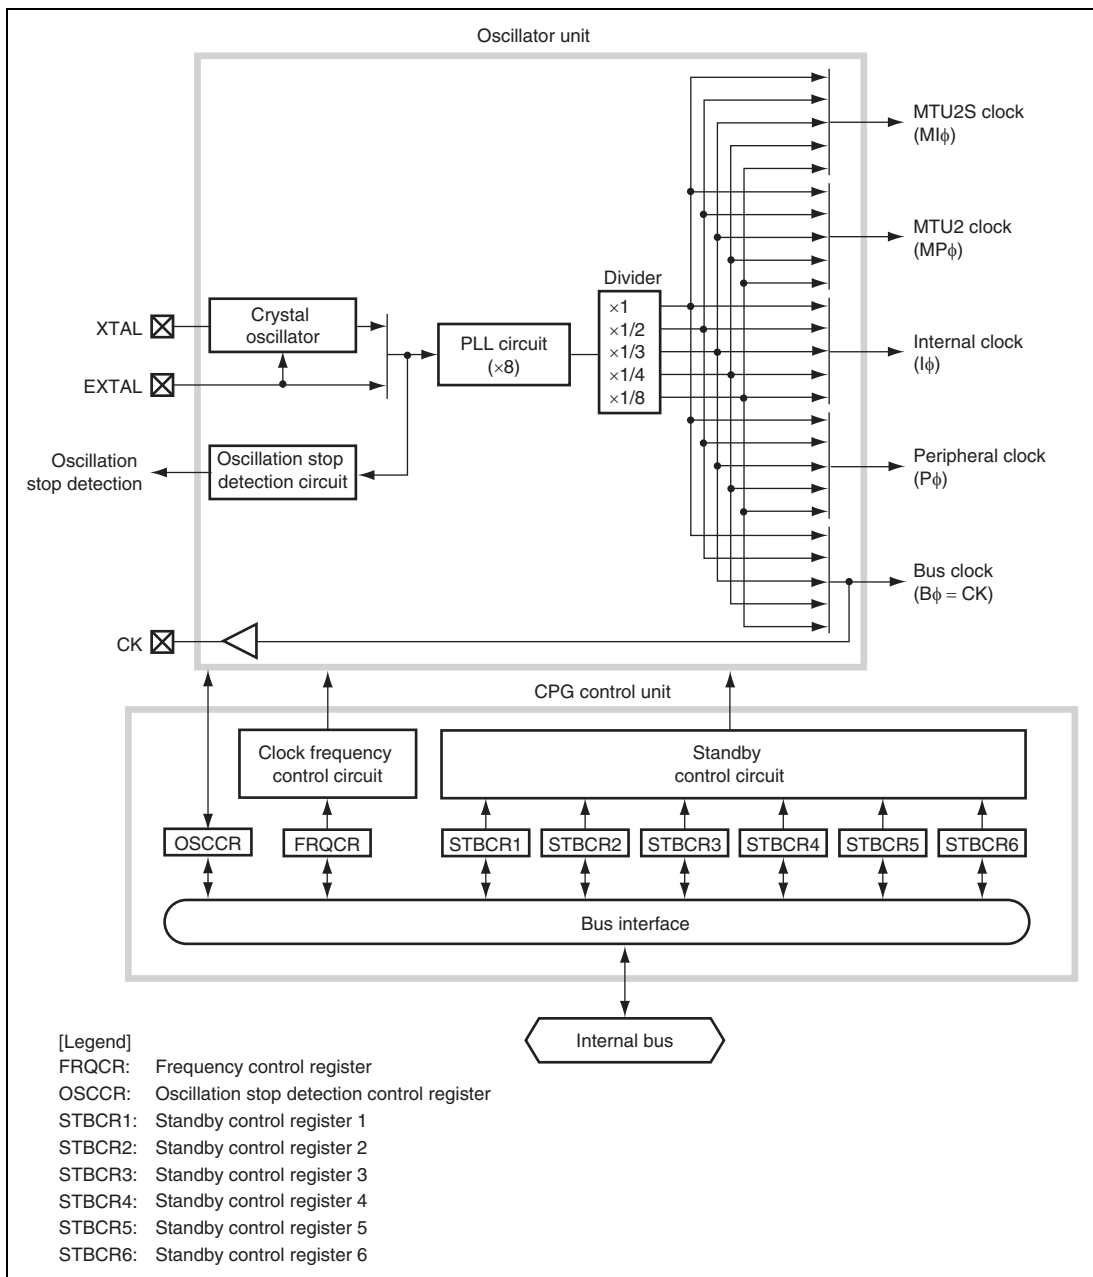 Oscillator unit
MTU2S clock
(MIϕ)
MTU2 clock
(MPϕ)
Divider
×1
×1/2
×1/3
×1/4
×1/8
XTAL
Crystal
oscillator
PLL circuit
(×8)
Internal clock
(Iϕ)
EXTAL
Oscillation
stop detection
Oscillation stop
detection circuit
Peripheral clock
(Pϕ)
Bus clock
(Bϕ = CK)
CK
CPG control unit
Clock frequency
control circuit
Standby
control circuit
OSCCR
FRQCR
STBCR1
STBCR2
STBCR3
STBCR4
STBCR5
STBCR6
Bus interface
Internal bus
[Legend]
FRQCR: Frequency control register
OSCCR: Oscillation stop detection control register
STBCR1: Standby control register 1
STBCR2: Standby control register 2
STBCR3: Standby control register 3
STBCR4: Standby control register 4
STBCR5: Standby control register 5
STBCR6: Standby control register 6